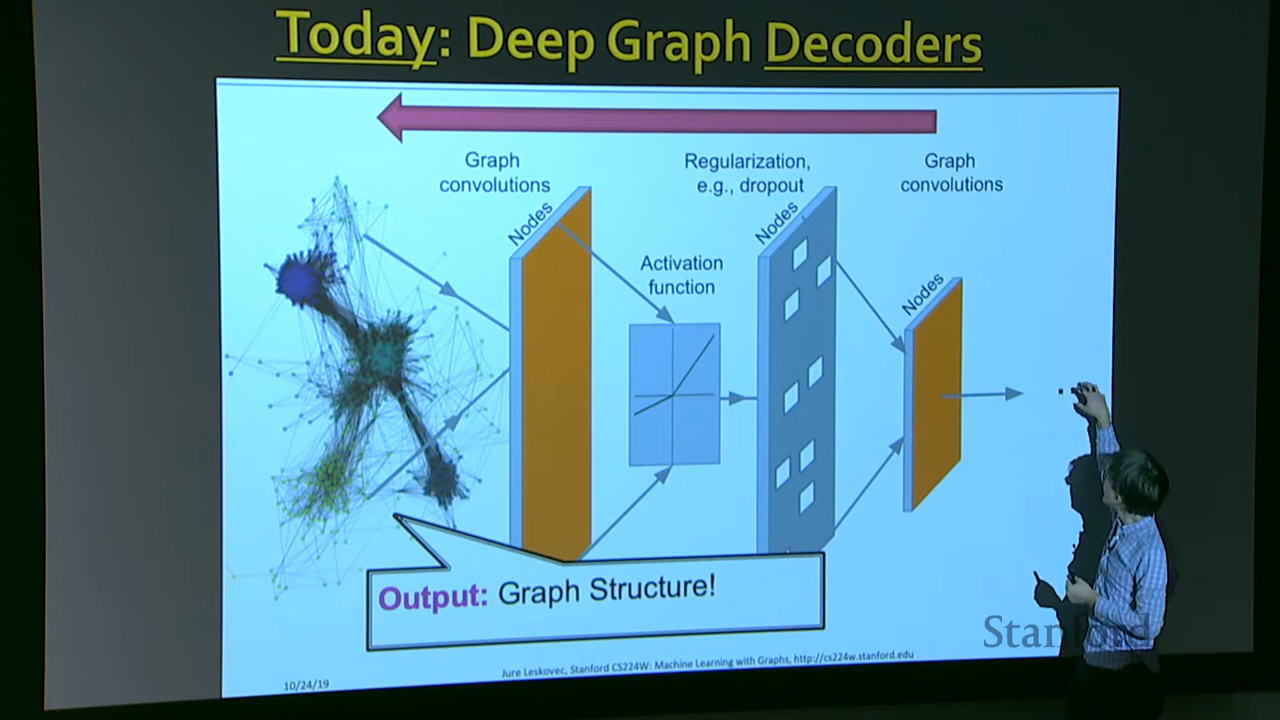 Today: Deep Graph Decoders
Graph
convolutions
Regularization,
e.g., dropout
Graph
convolutions
Nodes
Nodes
Activation
function
Nodes
Output: Graph Structure!
Stanford
Jure Leskovec, Stanford CS224W: Machine Learning with Graphs, http://cs224w.stanford.edu
10/24/19